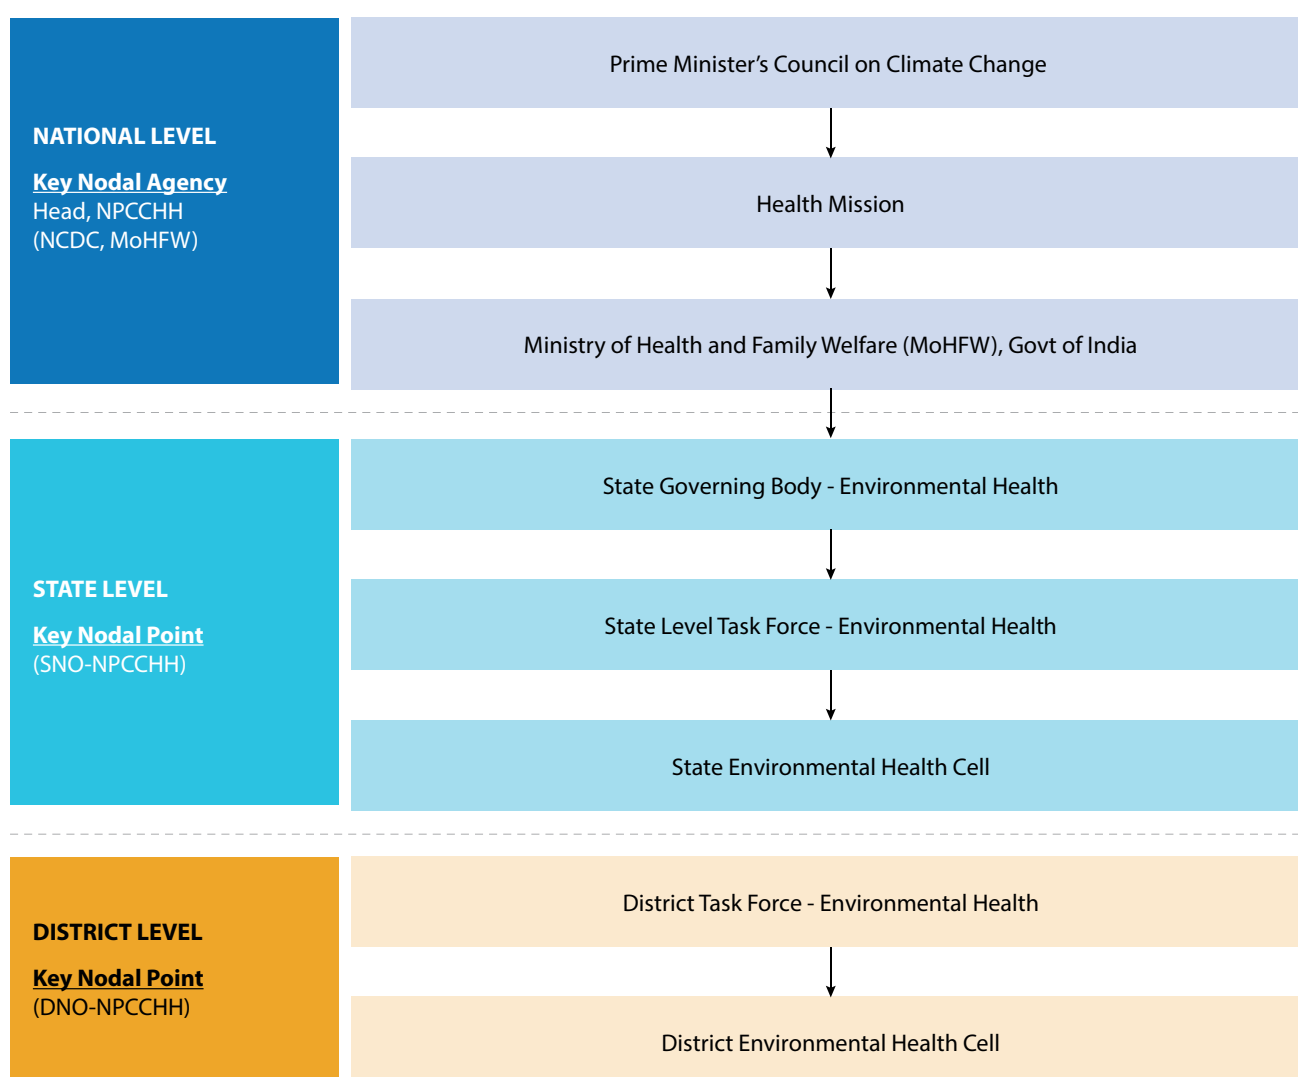 NATIONAL LEVEL
Key Nodal Agency
Head, NPCCHH
(NCDC, MoHFW)
Prime Minister’s Council on Climate Change
Health Mission
Ministry of Health and Family Welfare (MoHFW), Govt of India
STATE LEVEL
Key Nodal Point
(SNO-NPCCHH)
State Governing Body - Environmental Health
State Level Task Force - Environmental Health
State Environmental Health Cell
DISTRICT LEVEL
Key Nodal Point
(DNO-NPCCHH)
District Task Force - Environmental Health
District Environmental Health Cell